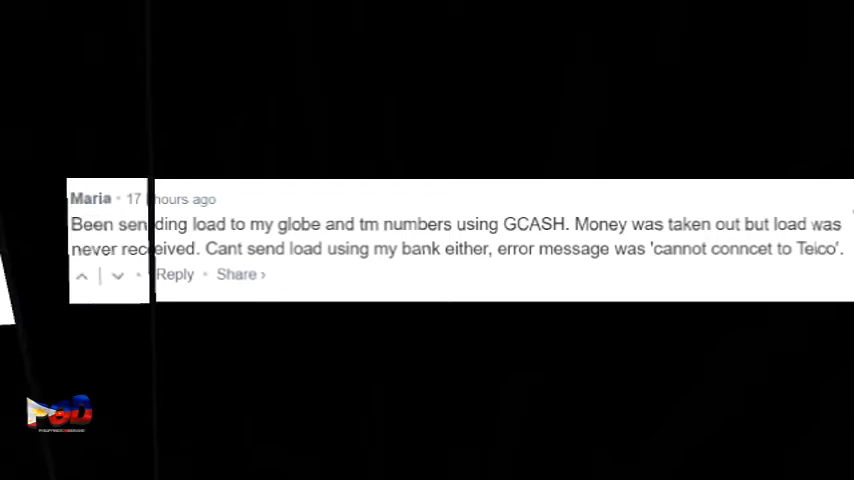 Maria • 17 hours ago
Been sending load to my globe and tm numbers using GCASH. Money was taken out but load was
never received. Cant send load using my bank either, error message was 'cannot conncet to Telco'.
• Reply • Share ›
POD